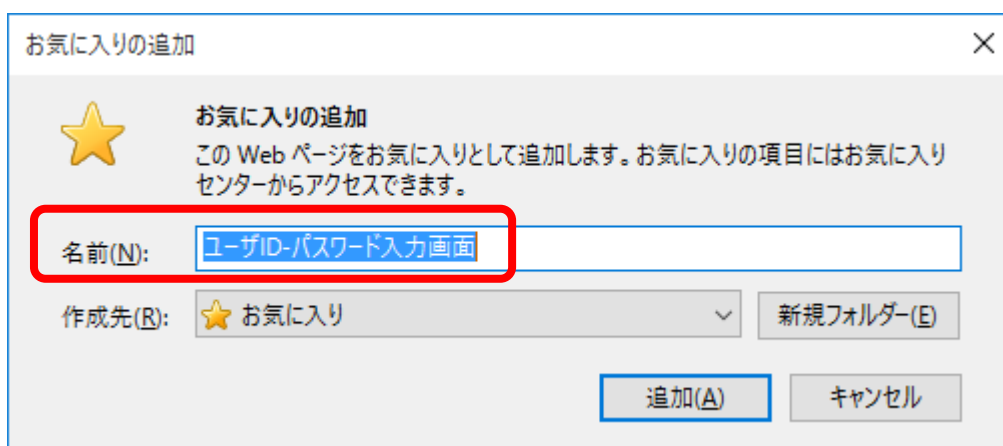 お気に入りの追加
お気に入りの追加
この Web ページをお気に入りとして追加します。お気に入りの項目にはお気に入り
センターからアクセスできます。
名前(N): ユーザID-パスワード入力画面
作成先(R): お気に入り 新規フォルダー(E)
追加(A) キャンセル